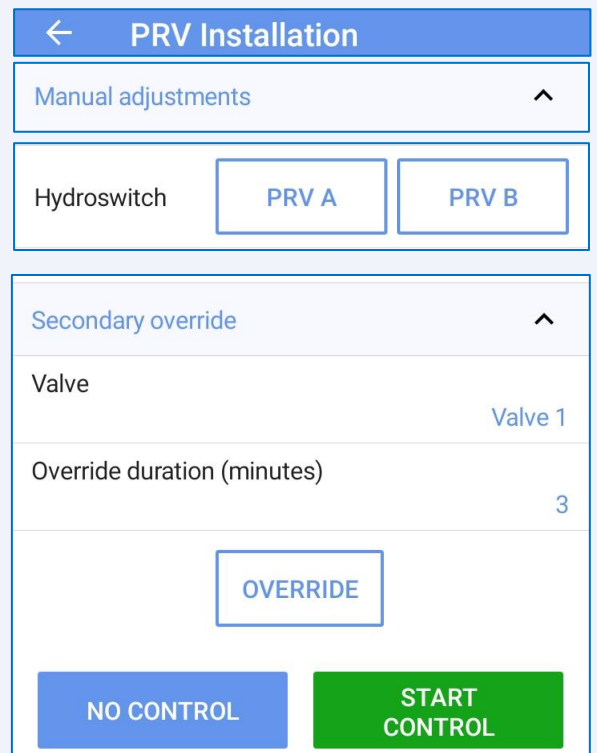 PRV Installation
Manual adjustments
Hydroswitch PRV A PRV B
Secondary override
Valve
Valve 1
Override duration (minutes)
3
OVERRIDE
NO CONTROL
START
CONTROL